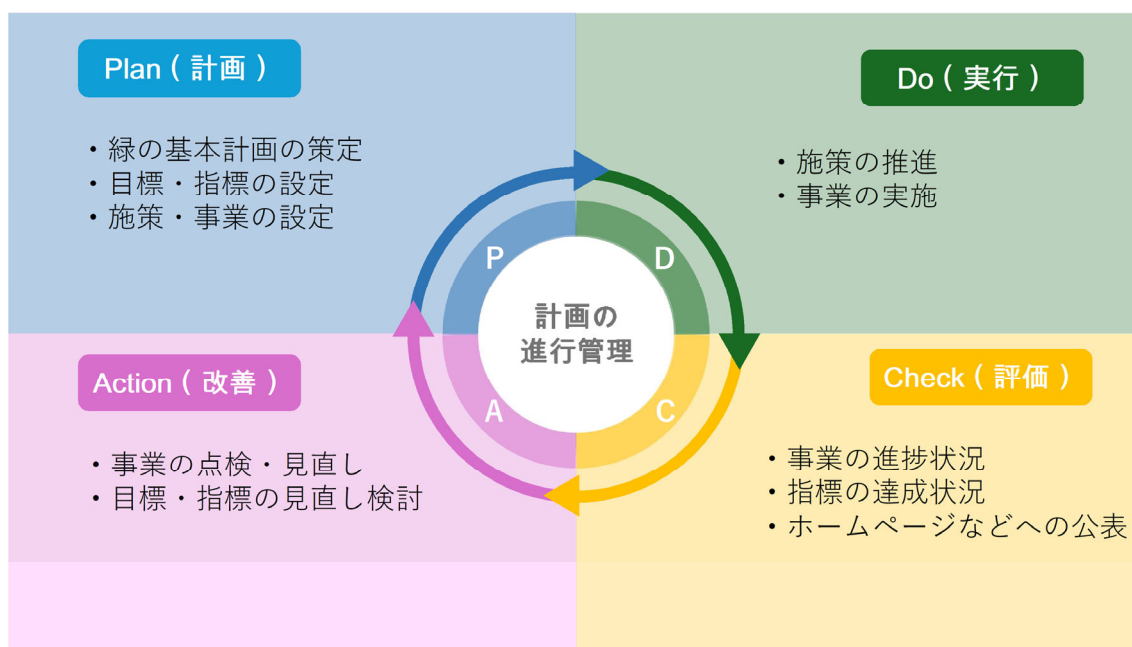 Plan ( 計画 )
・緑の基本計画の策定
・目標・指標の設定
・施策・事業の設定
Do ( 実行 )
・施策の推進
・事業の実施
P
D
計画の
進行管理
A
C
Action ( 改善 )
・事業の点検・見直し
・目標・指標の見直し検討
Check ( 評価 )
・事業の進捗状況
・指標の達成状況
・ホームページなどへの公表